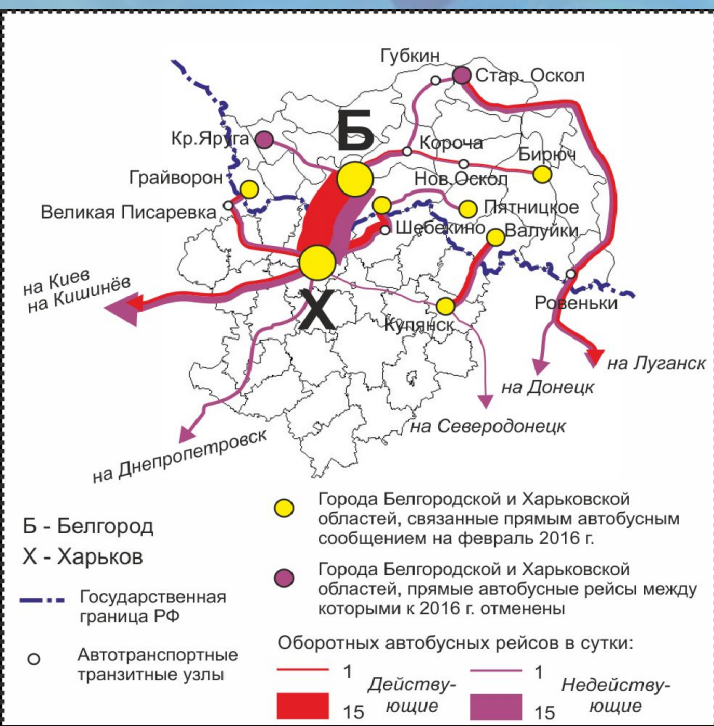 Губкин
Стар. Оскол
Б
Кр.Яруга
Короча
Бирюч
Грайворон
Нов.Оскол
Великая Писаревка
Пятницкое
Шебекино
Валуйки
на Киев
на Кишинёв
Х
Купянск
Ровеньки
на Луганск
на Донецк
на Северодонецк
на Днепропетровск
Б - Белгород
Х - Харьков
Государственная
граница РФ
Автотранспортные
транзитные узлы
Города Белгородской и Харьковской
областей, связанные прямым автобусным
сообщением на февраль 2016 г.
Города Белгородской и Харьковской
областей, прямые автобусные рейсы между
которыми к 2016 г. отменены
Оборотных автобусных рейсов в сутки:
1
15
Действу-
ющие
1
15
Недейству-
ющие